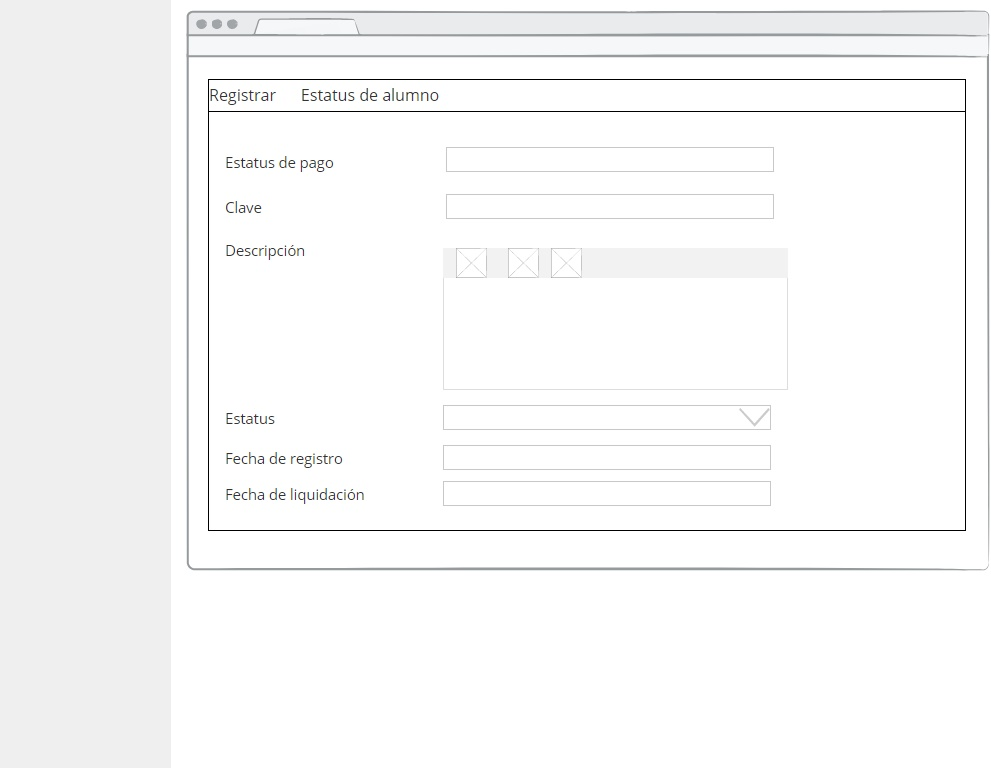 Registrar Estatus de alumno
Estatus de pago
Clave
Descripción
Estatus
Fecha de registro
Fecha de liquidación